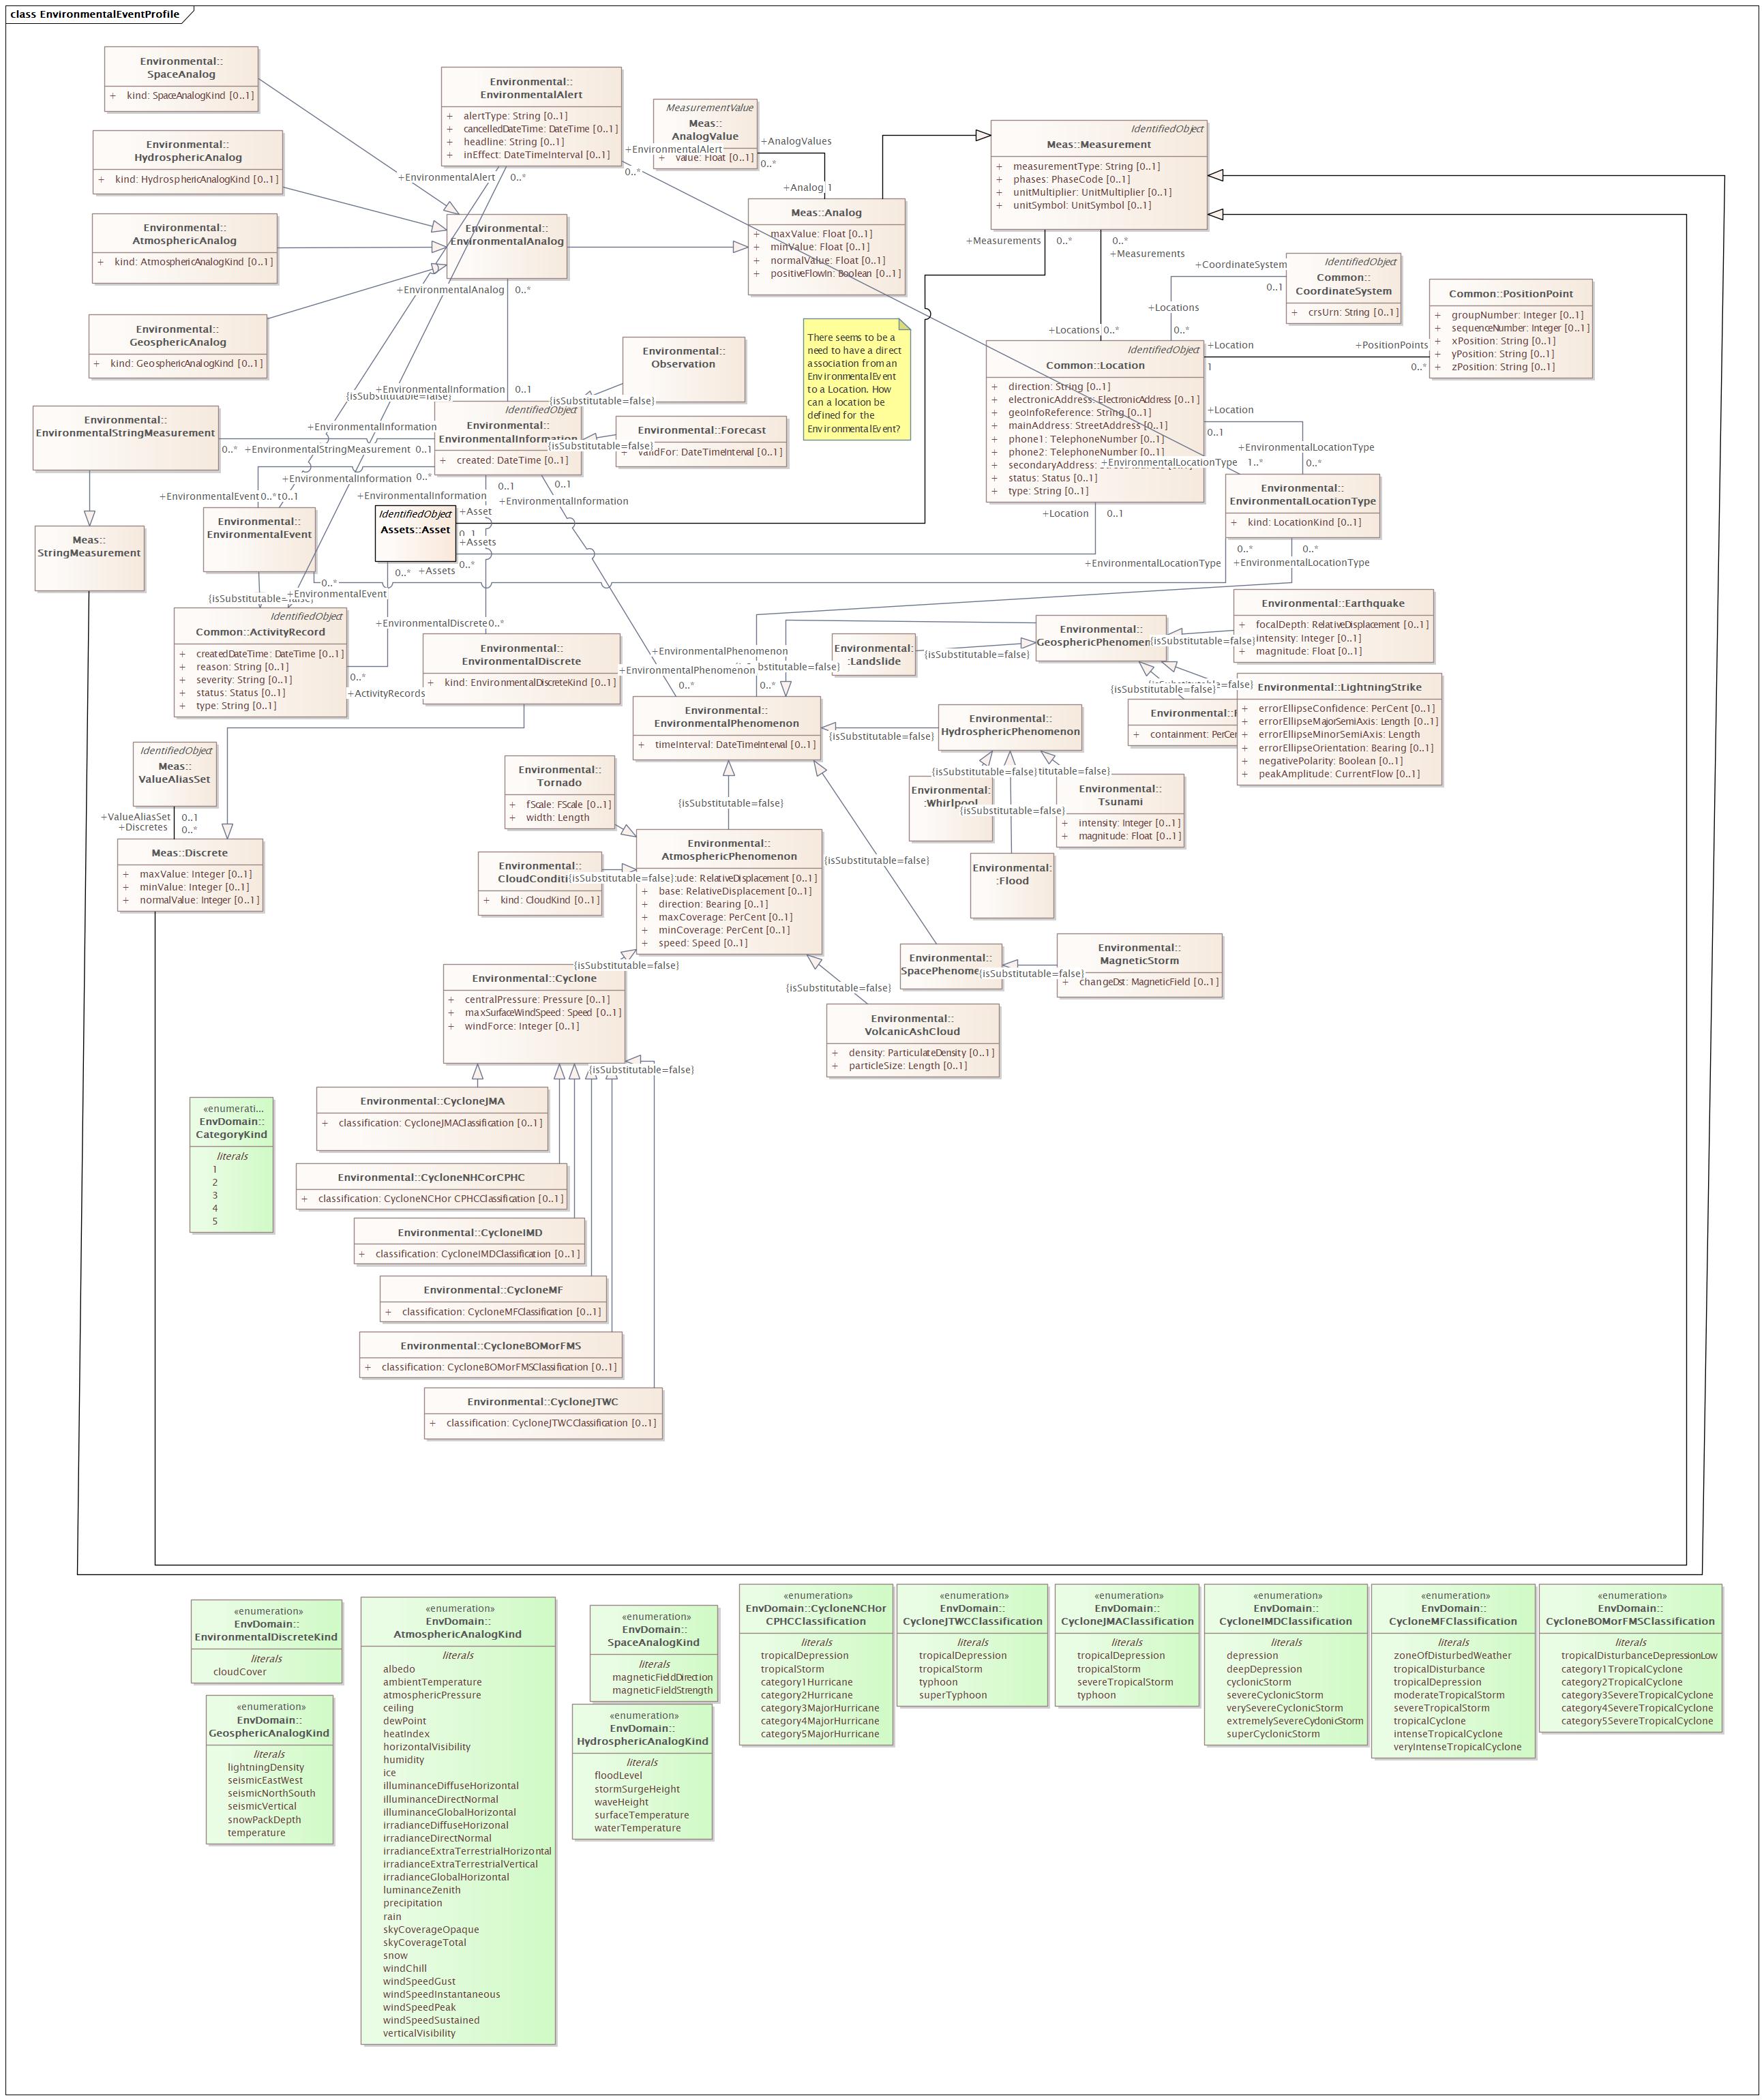 class EnvironmentalEventProfile
Environmental::
SpaceAnalog
+ kind: SpaceAnalogKind [0..1]
Environmental::
HydrosphericAnalog
+ kind: HydrosphericAnalogKind [0..1]
Environmental::
AtmosphericAnalog
+ kind: AtmosphericAnalogKind [0..1]
Environmental::
GeosphericAnalog
+ kind: GeosphericAnalogKind [0..1]
Environmental::
EnvironmentalAlert
+ alertType: String [0..1]
+ cancelledDateTime: DateTime [0..1]
+ headline: String [0..1]
+ inEffect: DateTimeInterval [0..1]
+EnvironmentalAlert
0..*
+EnvironmentalAlert
0..*
MeasurementValue
Meas::
AnalogValue
+ value: Float [0..1]
+AnalogValues
0..*
+Analog 1
Environmental::
EnvironmentalAnalog
+EnvironmentalAnalog 0..*
Meas::Analog
+ maxValue: Float [0..1]
+ minValue: Float [0..1]
+ normalValue: Float [0..1]
+ positiveFlowIn: Boolean [0..1]
IdentifiedObject
Meas::Measurement
+ measurementType: String [0..1]
+ phases: PhaseCode [0..1]
+ unitMultiplier: UnitMultiplier [0..1]
+ unitSymbol: UnitSymbol [0..1]
+Measurements 0..*
0..*
+Measurements
+CoordinateSystem
0..1
IdentifiedObject
Common::
CoordinateSystem
+ crsUrn: String [0..1]
+Locations
0..*
+Locations 0..*
Common::PositionPoint
+ groupNumber: Integer [0..1]
+ sequenceNumber: Integer [0..1]
+ xPosition: String [0..1]
+ yPosition: String [0..1]
+ zPosition: String [0..1]
+Location
1
+PositionPoints
0..*
There seems to be a
need to have a direct
association from an
EnvironmentalEvent
to a Location. How
can a location be
defined for the
EnvironmentalEvent?
IdentifiedObject
Common::Location
+ direction: String [0..1]
+ electronicAddress: ElectronicAddress [0..1]
+ geoInfoReference: String [0..1]
+ mainAddress: StreetAddress [0..1]
+ phone1: TelephoneNumber [0..1]
+ phone2: TelephoneNumber [0..1]
+ secondaryAddress:
+ status: Status [0..1]
+ type: String [0..1]
+Location
0..1
+EnvironmentalLocationType
0..*
+EnvironmentalLocationType 1..*
+Location 0..1
Environmental::
EnvironmentalLocationType
+ kind: LocationKind [0..1]
0..*
+EnvironmentalLocationType
0..*
+EnvironmentalLocationType
Environmental::
Observation
{isSubstitutable=false}
Environmental::Forecast
+ validFor: DateTimeInterval [0..1]
{isSubstitutable=false}
+EnvironmentalInformation 0..1
{isSubstitutable=false}
IdentifiedObject
Environmental::
EnvironmentalInformation
+ created: DateTime [0..1]
+EnvironmentalInformation
0..* +EnvironmentalStringMeasurement 0..1
+EnvironmentalInformation 0..*
+EnvironmentalInformation 0..1
0..1
+EnvironmentalInformation
Environmental::
EnvironmentalStringMeasurement
Meas::
StringMeasurement
+EnvironmentalEvent 0..*
0..1
Environmental::
EnvironmentalEvent
IdentifiedObject
Assets::Asset
+Asset
0..1
+Assets
0..*
0..* +Assets
0..*
+EnvironmentalEvent
{isSubstitutable=false}
IdentifiedObject
Common::ActivityRecord
+ createdDateTime: DateTime [0..1]
+ reason: String [0..1]
+ severity: String [0..1]
+ status: Status [0..1]
+ type: String [0..1]
0..*
+ActivityRecords
+EnvironmentalDiscrete 0..*
Environmental::
EnvironmentalDiscrete
+ kind: EnvironmentalDiscreteKind [0..1]
+EnvironmentalPhenomenon
0..*
+EnvironmentalPhenomenon
0..*
Environmental::
EnvironmentalPhenomenon
+ timeInterval: DateTimeInterval [0..1]
Environmental:
:Landslide
{isSubstitutable=false}
Environmental::
{isSubstitutable=false}
Environmental::Earthquake
+ focalDepth: RelativeDisplacement [0..1]
+ intensity: Integer [0..1]
+ magnitude: Float [0..1]
{isSubstitutable=false}
+ containment:
Environmental::LightningStrike
+ errorEllipseConfidence: PerCent [0..1]
+ errorEllipseMajorSemiAxis: Length [0..1]
+ errorEllipseMinorSemiAxis: Length
+ errorEllipseOrientation: Bearing [0..1]
+ negativePolarity: Boolean [0..1]
+ peakAmplitude: CurrentFlow [0..1]
Environmental::
HydrosphericPhenomenon
{isSubstitutable=false}
{isSubstitutable=false}
Environmental:
:Whirlpool
{isSubstitutable=false}
Environmental::
Tsunami
+ intensity: Integer [0..1]
+ magnitude: Float [0..1]
Environmental:
:Flood
IdentifiedObject
Meas::
ValueAliasSet
+ValueAliasSet 0..1
+Discretes 0..*
Meas::Discrete
+ maxValue: Integer [0..1]
+ minValue: Integer [0..1]
+ normalValue: Integer [0..1]
Environmental::
Tornado
+ fScale: FScale [0..1]
+ width: Length
{isSubstitutable=false}
Environmental::
+ kind: CloudKind [0..1]
{isSubstitutable=false}
Environmental::
AtmosphericPhenomenon
RelativeDisplacement [0..1]
+ base: RelativeDisplacement [0..1]
+ direction: Bearing [0..1]
+ maxCoverage: PerCent [0..1]
+ minCoverage: PerCent [0..1]
+ speed: Speed [0..1]
{isSubstitutable=false}
{isSubstitutable=false}
Environmental::
{isSubstitutable=false}
Environmental::
MagneticStorm
+ changeDst: MagneticField [0..1]
{isSubstitutable=false}
Environmental::
VolcanicAshCloud
+ density: ParticulateDensity [0..1]
+ particleSize: Length [0..1]
Environmental::Cyclone
+ centralPressure: Pressure [0..1]
+ maxSurfaceWindSpeed: Speed [0..1]
+ windForce: Integer [0..1]
{isSubstitutable=false}
Environmental::CycloneJMA
+ classification: CycloneJMAClassification [0..1]
Environmental::CycloneNHCorCPHC
+ classification: CycloneNCHor CPHCClassification [0..1]
Environmental::CycloneIMD
+ classification: CycloneIMDClassification [0..1]
Environmental::CycloneMF
+ classification: CycloneMFClassification [0..1]
Environmental::CycloneBOMorFMS
+ classification: CycloneBOMorFMSClassification [0..1]
Environmental::CycloneJTWC
+ classification: CycloneJTWCClassification [0..1]
«enumerati...
EnvDomain::
CategoryKind
literals
1
2
3
4
5
«enumeration»
EnvDomain::
EnvironmentalDiscreteKind
literals
cloudCover
«enumeration»
EnvDomain::
GeosphericAnalogKind
literals
lightningDensity
seismicEastWest
seismicNorthSouth
seismicVertical
snowPackDepth
temperature
«enumeration»
EnvDomain::
AtmosphericAnalogKind
literals
albedo
ambientTemperature
atmosphericPressure
ceiling
dewPoint
heatIndex
horizontalVisibility
humidity
ice
illuminanceDiffuseHorizontal
illuminanceDirectNormal
illuminanceGlobalHorizontal
irradianceDiffuseHorizonal
irradianceDirectNormal
irradianceExtraTerrestrialHorizontal
irradianceExtraTerrestrialVertical
irradianceGlobalHorizontal
luminanceZenith
precipitation
rain
skyCoverageOpaque
skyCoverageTotal
snow
windChill
windSpeedGust
windSpeedInstantaneous
windSpeedPeak
windSpeedSustained
verticalVisibility
«enumeration»
EnvDomain::
SpaceAnalogKind
literals
magneticFieldDirection
magneticFieldStrength
«enumeration»
EnvDomain::
HydrosphericAnalogKind
literals
floodLevel
stormSurgeHeight
waveHeight
surfaceTemperature
waterTemperature
«enumeration»
EnvDomain::CycloneNCHor
CPHCClassification
literals
tropicalDepression
tropicalStorm
category1Hurricane
category2Hurricane
category3MajorHurricane
category4MajorHurricane
category5MajorHurricane
«enumeration»
EnvDomain::
CycloneJTWCClassification
literals
tropicalDepression
tropicalStorm
typhoon
superTyphoon
«enumeration»
EnvDomain::
CycloneJMAClassification
literals
tropicalDepression
tropicalStorm
severeTropicalStorm
typhoon
«enumeration»
EnvDomain::
CycloneIMDClassification
literals
depression
deepDepression
cyclonicStorm
severeCyclonicStorm
verySevereCyclonicStorm
extremelySevereCyclonicStorm
superCyclonicStorm
«enumeration»
EnvDomain::
CycloneMFClassification
literals
zoneOfDisturbedWeather
tropicalDisturbance
tropicalDepression
moderateTropicalStorm
severeTropicalStorm
tropicalCyclone
intenseTropicalCyclone
veryIntenseTropicalCyclone
«enumeration»
EnvDomain::
CycloneBOMorFMSClassification
literals
tropicalDisturbanceDepressionLow
category1TropicalCyclone
category2TropicalCyclone
category3SevereTropicalCyclone
category4SevereTropicalCyclone
category5SevereTropicalCyclone